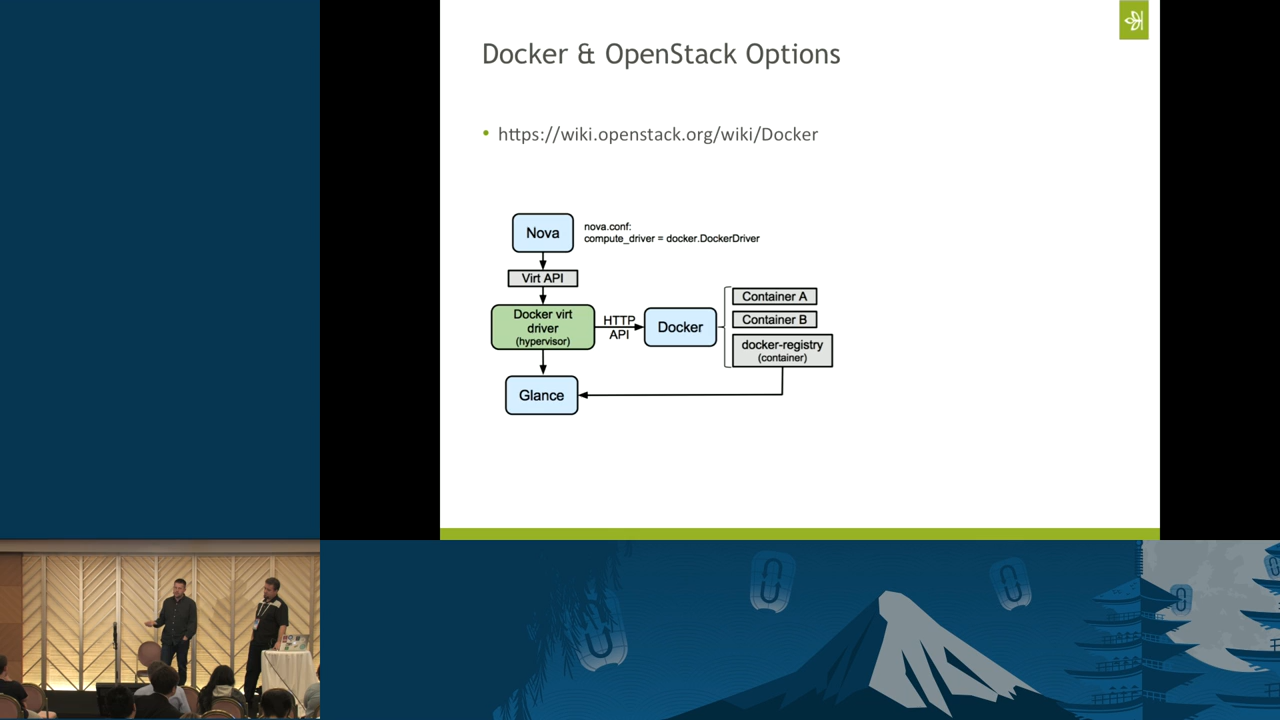 Docker & OpenStack Options
• https://wiki.openstack.org/wiki/Docker
Nova
nova.conf:
compute_driver = docker.DockerDriver
Virt API
Docker virt
driver
(hypervisor)
HTTP
API
Docker
Container A
Container B
docker-registry
(container)
Glance